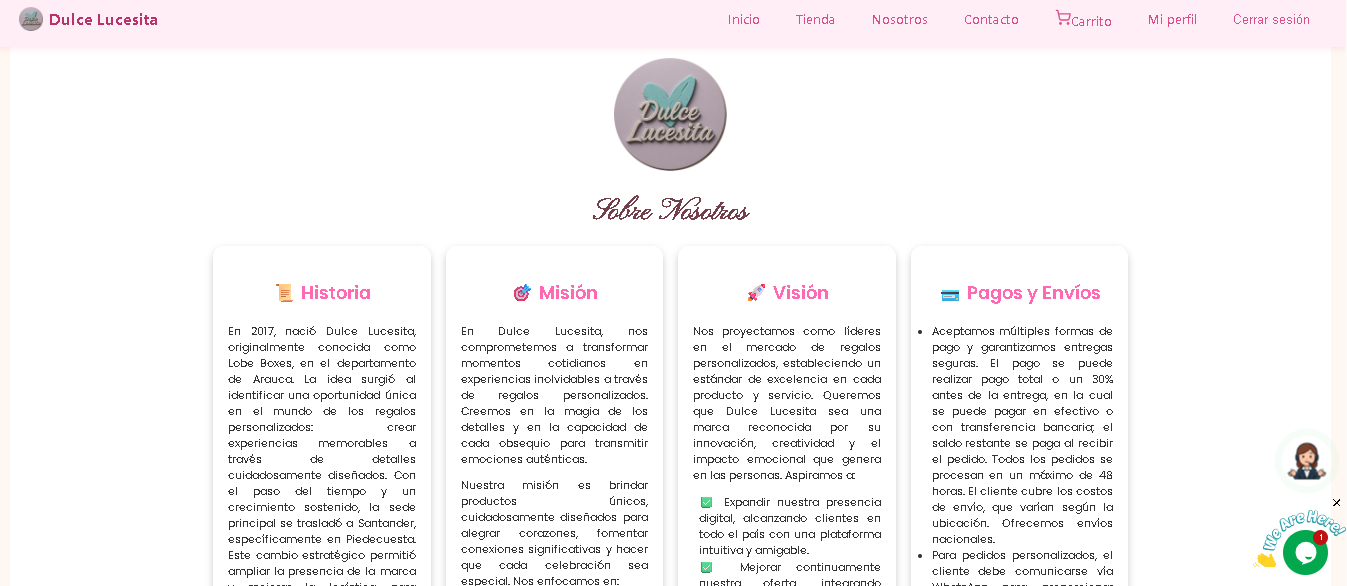 Dulce Lucesita
Inicio
Tienda
Nosotros
Contacto
Carrito
Mi perfil
Cerrar sesión
Dulce
Lucesita
Sobre Nosotros
Historia
En 2017, nació Dulce Lucesita,
originalmente conocida como
Lobe Boxes, en el departamento
de Arauca. La idea surgió al
identificar una oportunidad única
en el mundo de los regalos
personalizados: crear
experiencias memorables a
través de detalles
cuidadosamente diseñados. Con
el paso del tiempo y un
crecimiento sostenido, la sede
principal se trasladó a Santander,
específicamente en Piedecuesta.
Este cambio estratégico permitió
ampliar la presencia de la marca
y mejorar la logística para
Misión
En Dulce Lucesita, nos
comprometemos a transformar
momentos cotidianos en
experiencias inolvidables a través
de regalos personalizados.
Creemos en la magia de los
detalles y en la capacidad de
cada obsequio para transmitir
emociones auténticas.
Nuestra misión es brindar
productos únicos,
cuidadosamente diseñados para
alegrar corazones, fomentar
conexiones significativas y hacer
que cada celebración sea
especial. Nos enfocamos en:
Visión
Nos proyectamos como líderes
en el mercado de regalos
personalizados, estableciendo un
estándar de excelencia en cada
producto y servicio. Queremos
que Dulce Lucesita sea una
marca reconocida por su
innovación, creatividad y el
impacto emocional que genera
en las personas. Aspiramos a:
✅ Expandir nuestra presencia
digital, alcanzando clientes en
todo el país con una plataforma
intuitiva y amigable.
✅ Mejorar continuamente
nuestra oferta, integrando
Pagos y Envíos
• Aceptamos múltiples formas de
pago y garantizamos entregas
seguras. El pago se puede
realizar pago total o un 30%
antes de la entrega, en la cual
se puede pagar en efectivo o
con transferencia bancaria; el
saldo restante se paga al recibir
el pedido. Todos los pedidos se
procesan en un máximo de 48
horas. El cliente cubre los costos
de envío, que varían según la
ubicación. Ofrecemos envíos
nacionales.
• Para pedidos personalizados, el
cliente debe comunicarse vía
WhatsApp para proporcionar
We Are Here!
1